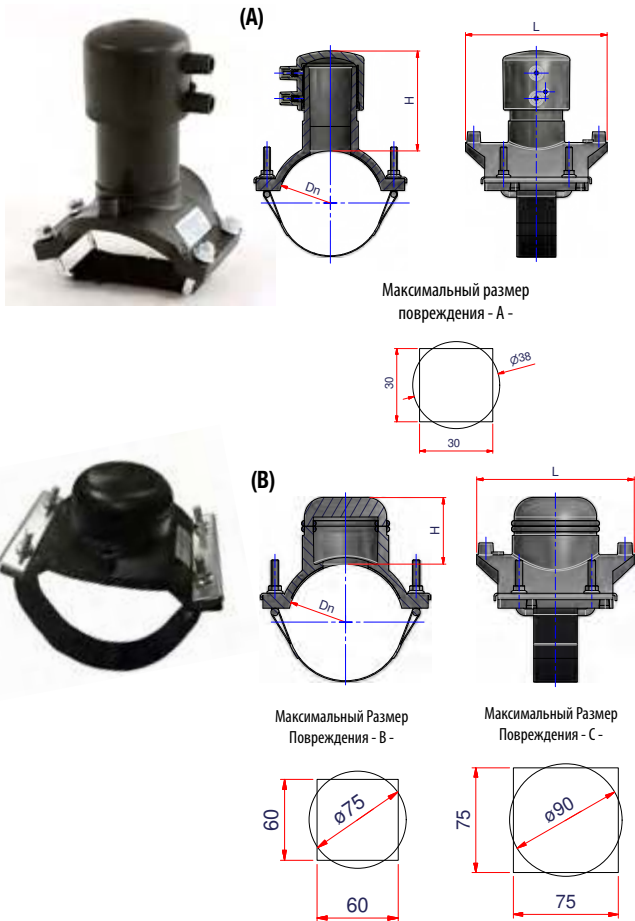 (A)
L
H
Dn
Максимальный размер
повреждения - А -
30
Ø38
30
(B)
L
H
Dn
Максимальный Размер
Повреждения - В -
Максимальный Размер
Повреждения - С -
60
ø75
60
75
ø90
75